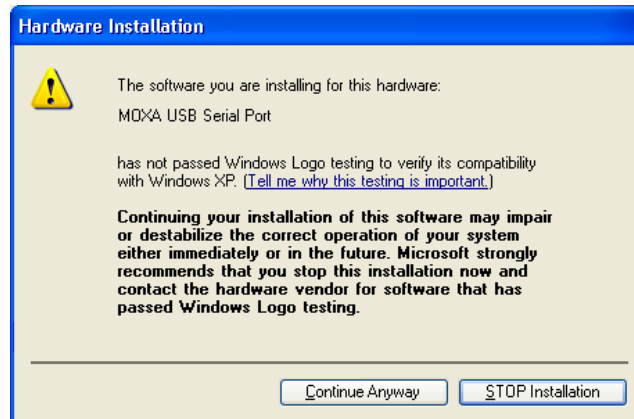 Hardware Installation
The software you are installing for this hardware:
MOXA USB Serial Port
has not passed Windows Logo testing to verify its compatibility
with Windows XP. (Tell me why this testing is important.)
Continuing your installation of this software may impair
or destabilize the correct operation of your system
either immediately or in the future. Microsoft strongly
recommends that you stop this installation now and
contact the hardware vendor for software that has
passed Windows Logo testing.
Continue Anyway
STOP Installation